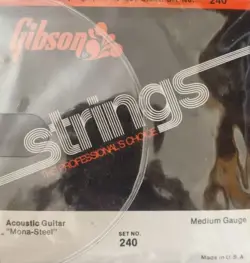 240
Gibson
strings
THE PROFESSIONAL'S CHOICE
Acoustic Guitar
"Mona-Steel"
SET NO.
240
Medium Gauge
Made in U.S.A